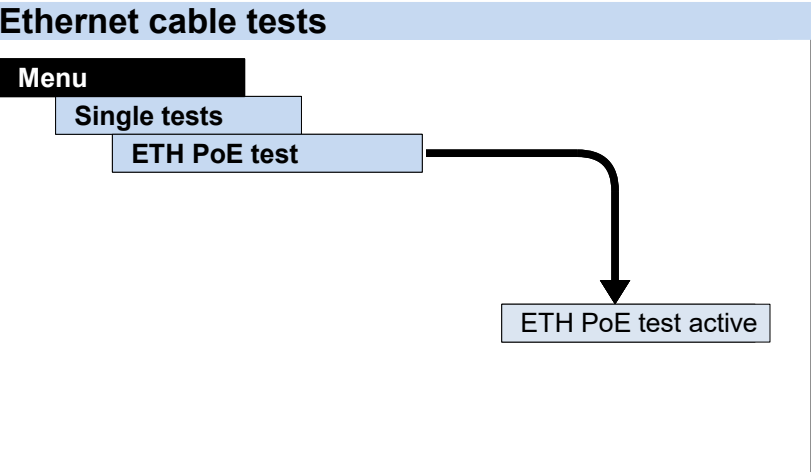 Ethernet cable tests
Menu
Single tests
ETH PoE test
ETH PoE test active